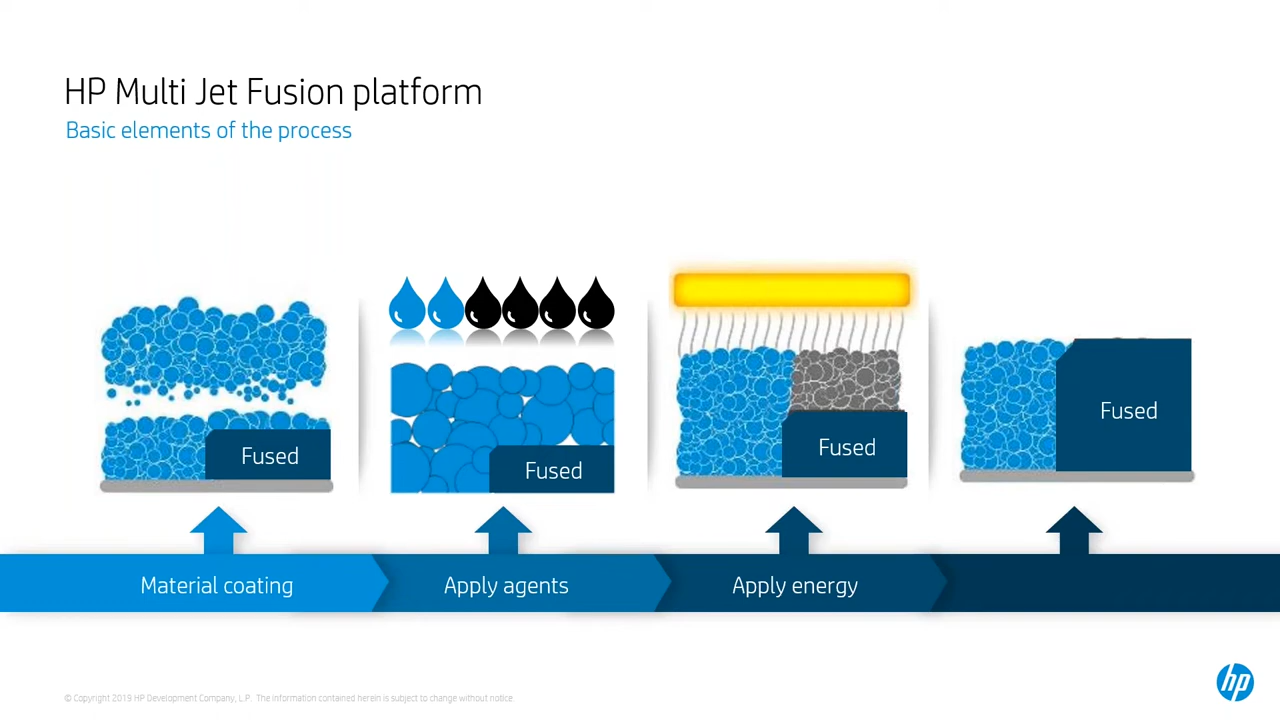 HP Multi Jet Fusion platform
Basic elements of the process
Fused
Fused
Fused
Fused
Material coating
Apply agents
Apply energy
© Copyright 2019 HP Development Company, L.P. The information contained herein is subject to change without notice.
hp